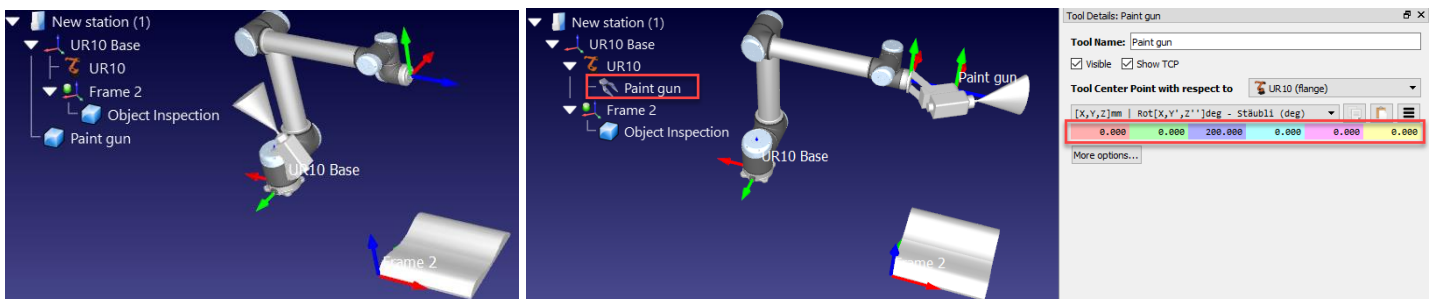 New station (1)
UR10 Base
UR10
Frame 2
Object Inspection
Paint gun
UR10 Base
Frame 2
New station (1)
UR10 Base
UR10
Paint gun
Frame 2
Object Inspection
Paint gun
UR10 Base
Frame 2
Tool Details: Paint gun
Tool Name: Paint gun
Visible Show TCP
Tool Center Point with respect to UR10 (flange)
[X,Y,Z]mm | Rot[X,Y',Z'']deg - Stäubli (deg)
0.000 0.000 200.000 0.000 0.000 0.000
More options...